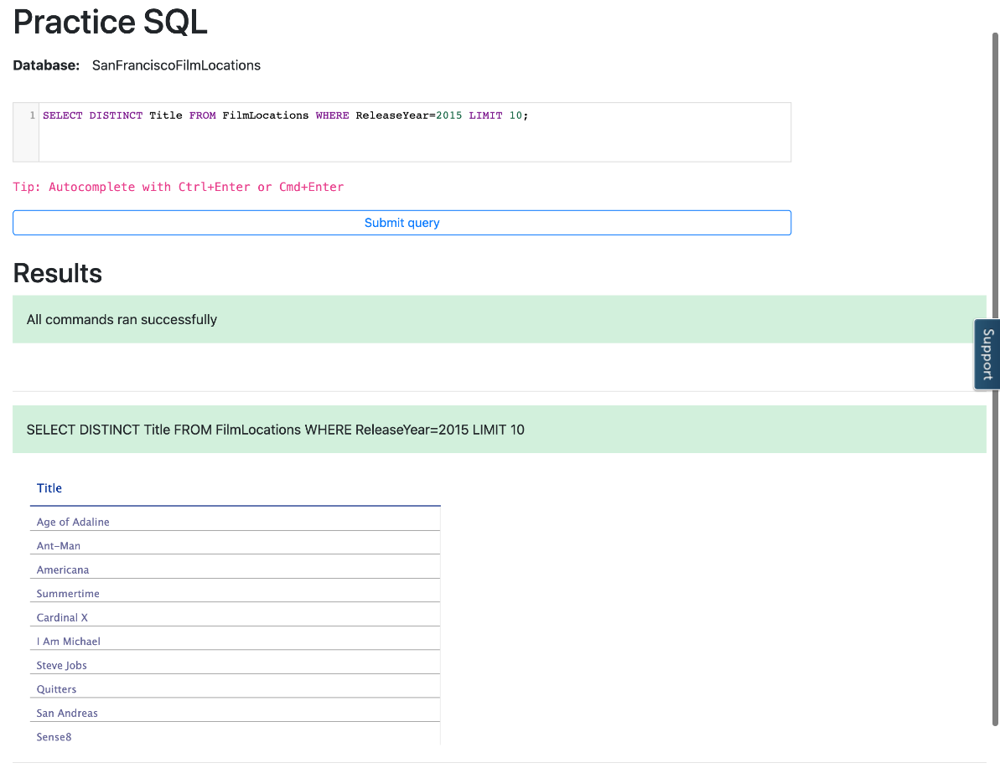 Practice SQL
Database: SanFranciscoFilmLocations
1 SELECT DISTINCT Title FROM FilmLocations WHERE ReleaseYear=2015 LIMIT 10;
Tip: Autocomplete with Ctrl+Enter or Cmd+Enter
Submit query
Results
All commands ran successfully
Support
SELECT DISTINCT Title FROM FilmLocations WHERE ReleaseYear=2015 LIMIT 10
Title
Age of Adaline
Ant-Man
Americana
Summertime
Cardinal X
I Am Michael
Steve Jobs
Quitters
San Andreas
Sense8